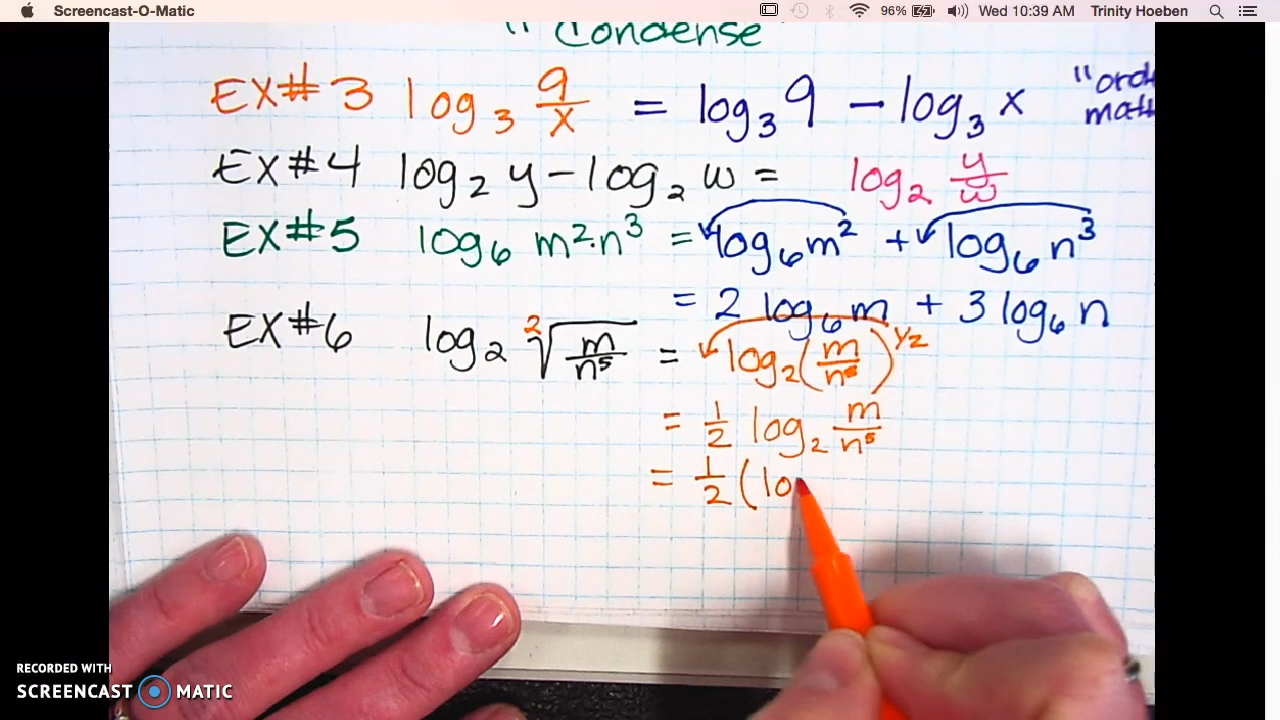 Screencast-O-Matic 96% Wed 10:39 AM Trinity Hoeben
" Condense
EX#3 log₃ 9/x = log₃ 9 − log₃ x "ord
math
EX#4 log₂ y − log₂ w = log₂ y/w
EX#5 log₆ m²·n³ = log₆ m² + log₆ n³
= 2 log₆ m + 3 log₆ n
EX#6 log₂ ²√(m/n⁵) = log₂ (m/n⁵)^1/2
= 1/2 log₂ m/n⁵
= 1/2 (lo
RECORDED WITH
SCREENCAST MATIC